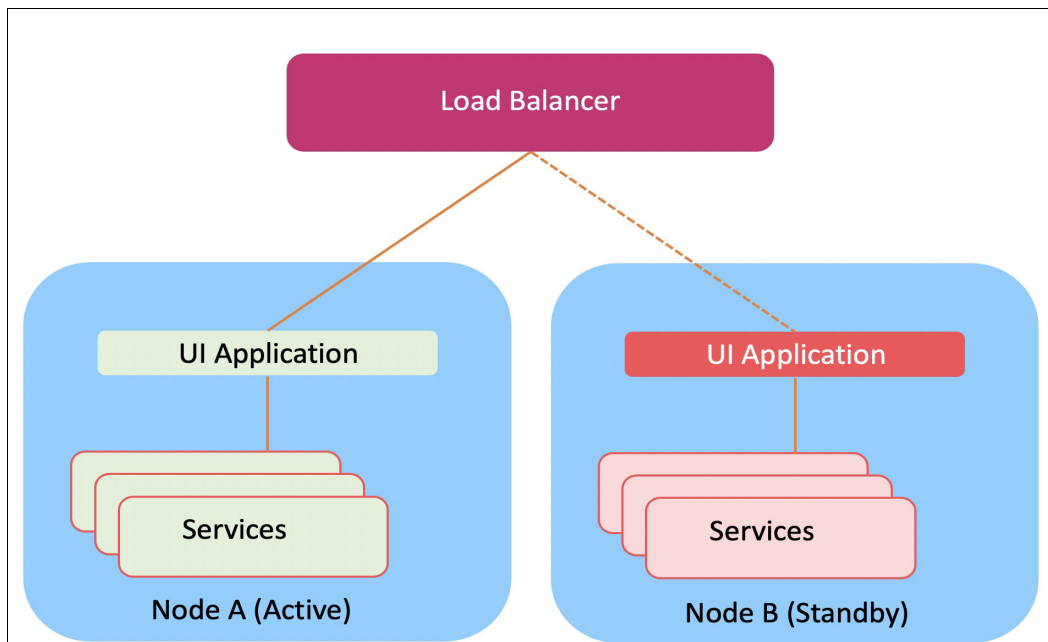 Load Balancer
UI Application
UI Application
Services
Services
Node A (Active)
Node B (Standby)